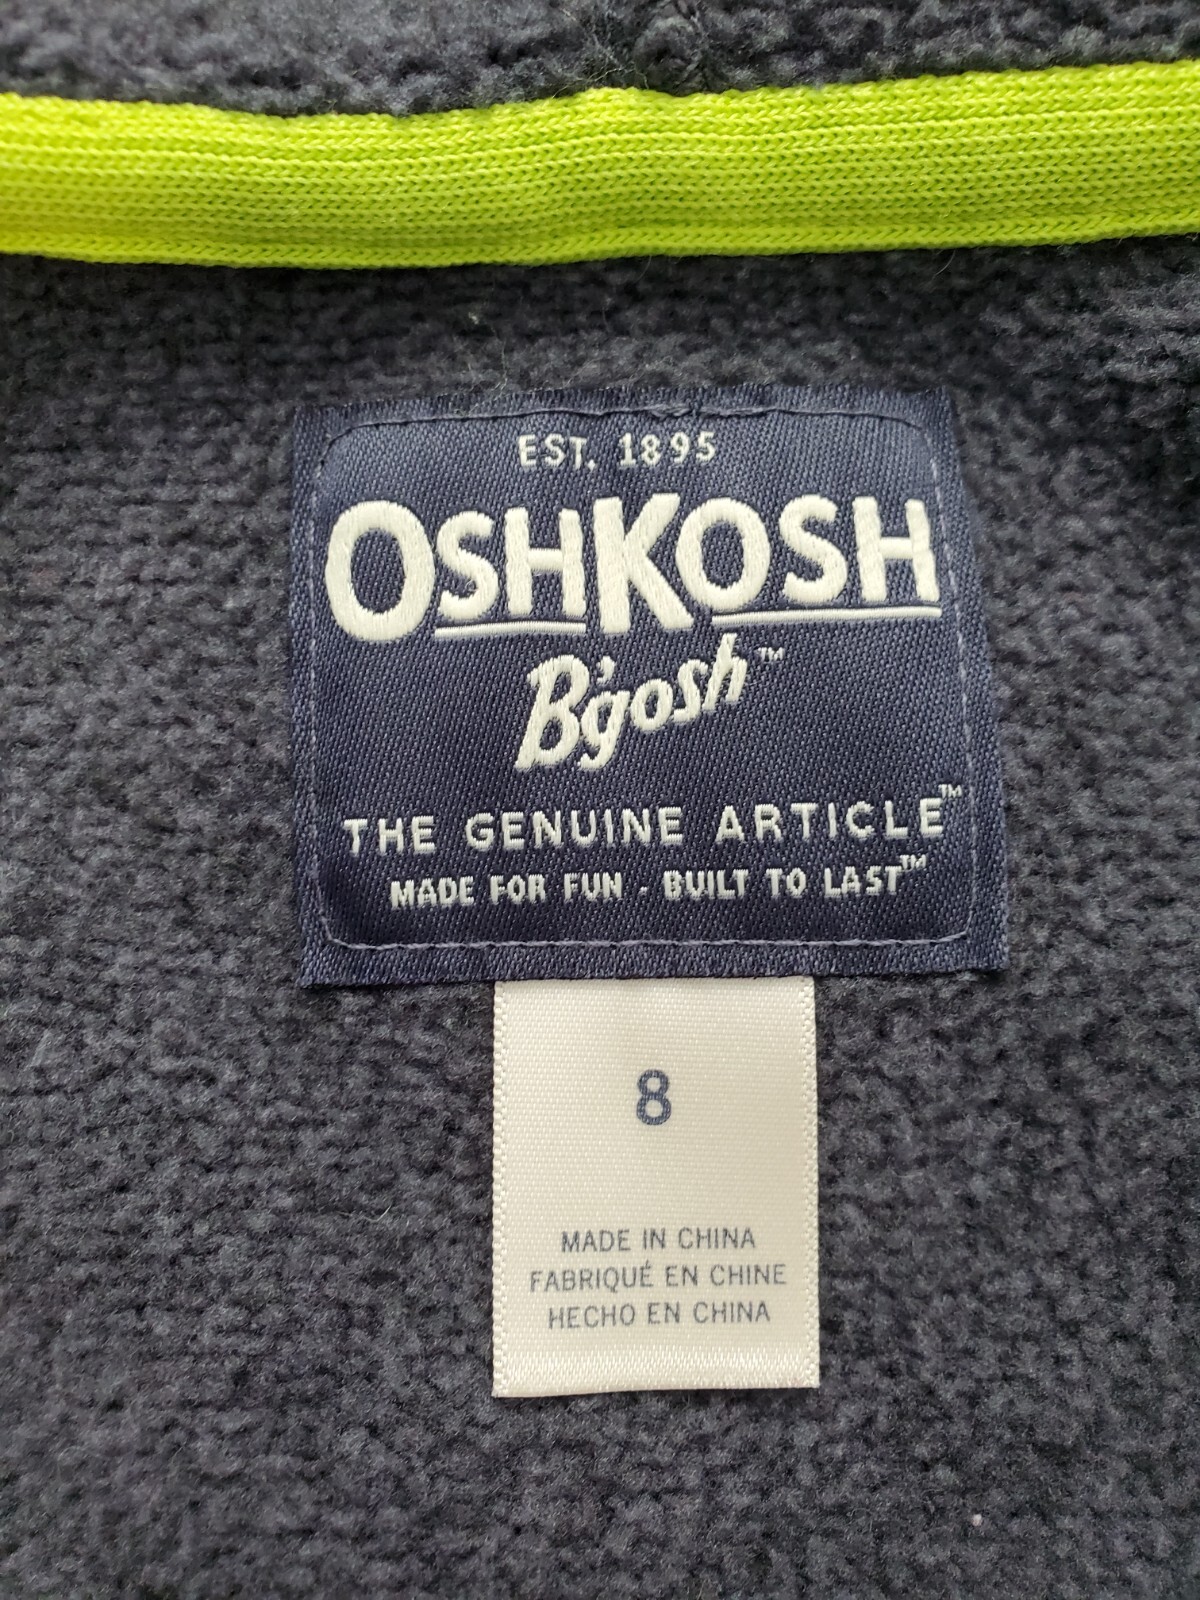 EST. 1895
OSHKOSH
B'gosh™
THE GENUINE ARTICLE™
MADE FOR FUN · BUILT TO LAST™
8
MADE IN CHINA
FABRIQUÉ EN CHINE
HECHO EN CHINA